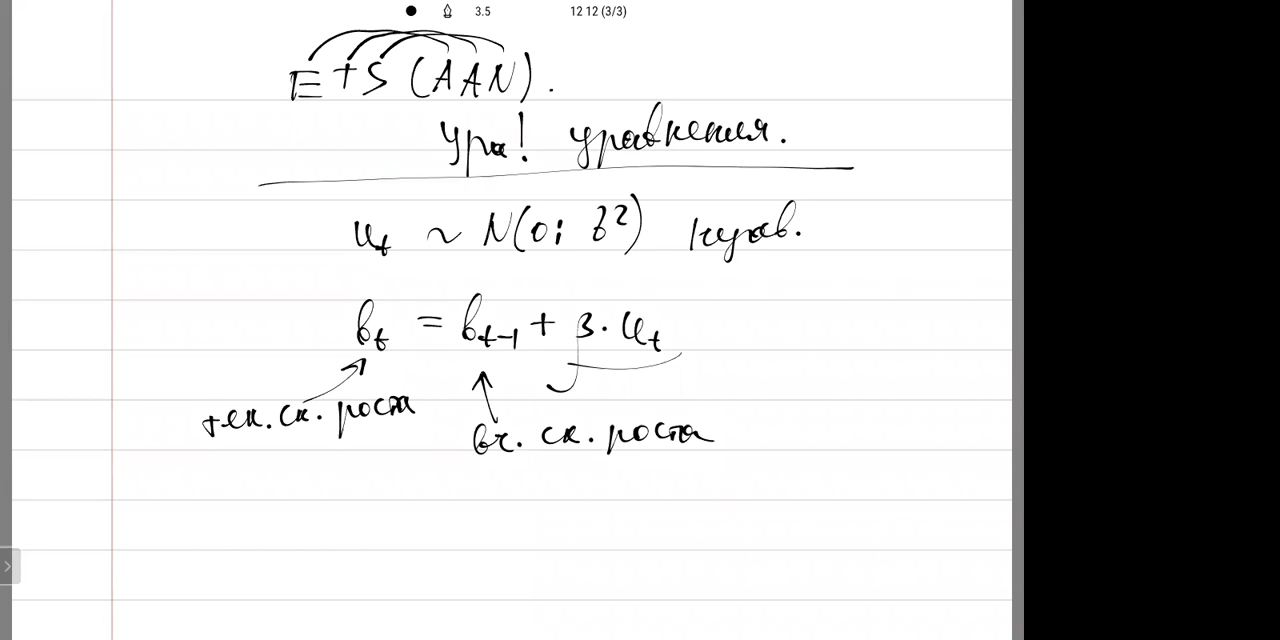 3.5 12 12 (3/3)
ETS (AAN).
Ура! уравнения.
u_t ~ N(0; σ²) незав.
b_t = b_{t-1} + β · u_t
тек. ск. роста
вч. ск. роста